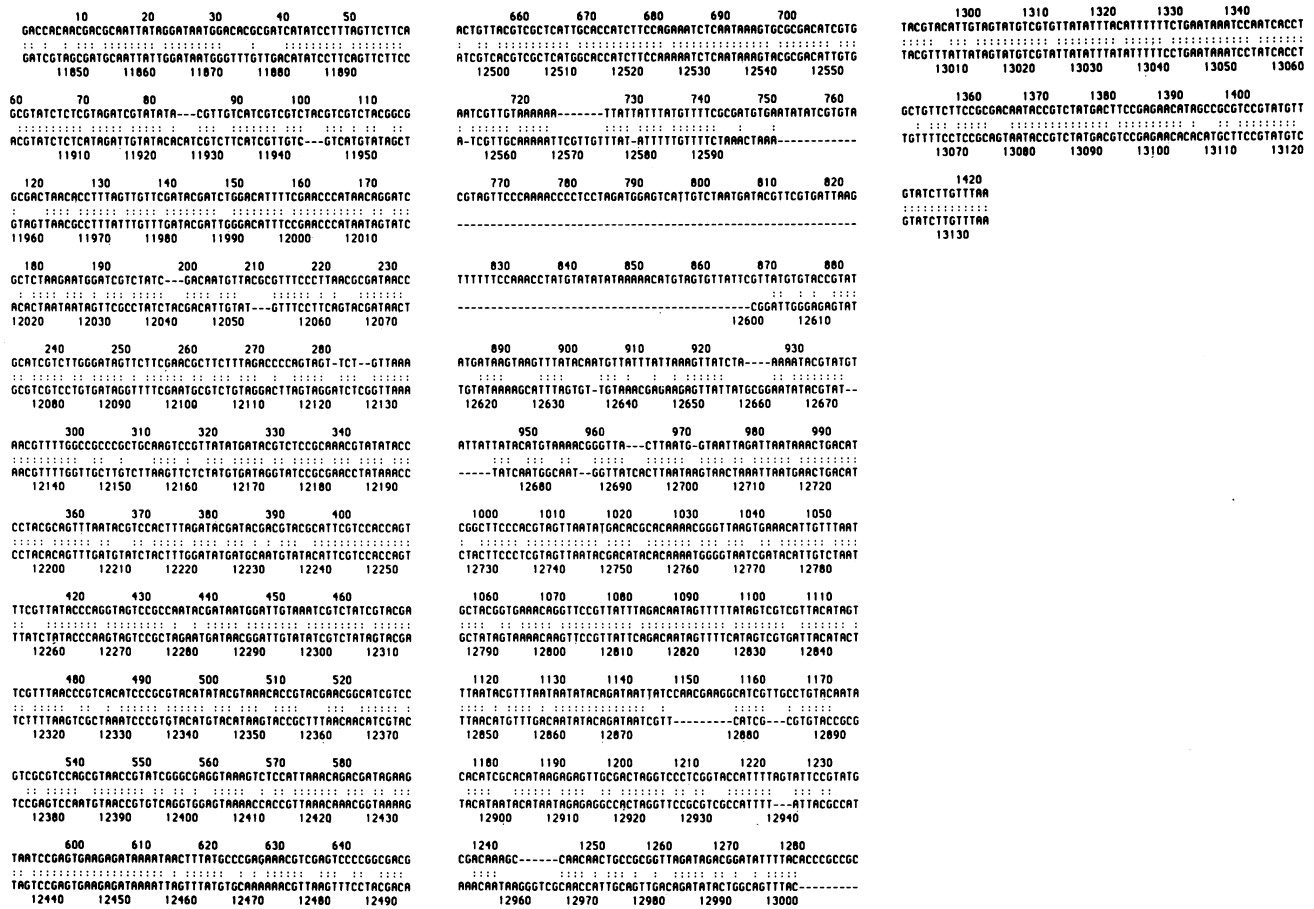 10 20 30 40 50
GACCACAACGACGCAATTATAGGATAATGGACACGCGATCATATCCTTTAGTTCTTCA
GATCGTAGCGATGCAATTATTGGATAATGGGTTTGTTGACATATCCTTCAGTTCTTCC
11850 11860 11870 11880 11890
60 70 80 90 100 110
GCGTATCTCTCGTAGATCGTATATA---CGTTGTCATCGTCGTCTACGTCGTCTACGGCG
ACGTATCTCTCATAGATTGTATACACATCGTCTTCATCGTTGTC---GTCATGTATAGCT
11910 11920 11930 11940 11950
120 130 140 150 160 170
GCGACTAACACCTTTAGTTGTTCGATACGATCTGGACATTTTCGAACCCATAACAGGATC
GTAGTTAACGCCTTTATTTGTTTGATACGATTGGGACATTTCCGAACCCATAATAGTATC
11960 11970 11980 11990 12000 12010
180 190 200 210 220 230
GCTCTAAGAATGGATCGTCTATC---GACAATGTTACGCGTTTCCCTTAACGCGATAACC
ACACTAATAATAGTTCGCCTATCTACGACATTGTAT---GTTTCCTTCAGTACGATAACT
12020 12030 12040 12050 12060 12070
240 250 260 270 280
GCATCGTCTTGGGATAGTTCTTCGAACGCTTCTTTAGACCCCAGTAGT-TCT--GTTAAA
GCGTCGTCCTGTGATAGGTTTTCGAATGCGTCTGTAGGACTTAGTAGGATCTCGGTTAAA
12080 12090 12100 12110 12120 12130
300 310 320 330 340 350
AACGTTTTGGCCGCCCGCTGCAAGTCCGTTATATGATACGTCTCCGCAAACGTATATACC
AACGTTTTGGTTGCTTGTCTTAAGTTCTCTATGTGATAGGTATCCGCGAACCTATAAACC
12140 12150 12160 12170 12180 12190
360 370 380 390 400
CCTACGCAGTTTAATACGTCCACTTTAGATACGATACGACGTACGCATTCGTCCACCAGT
CCTACACAGTTTGATGTATCTACTTTGGATATGATGCAATGTATACATTCGTCCACCAGT
12200 12210 12220 12230 12240 12250
420 430 440 450 460
TTCGTTATACCCAGGTAGTCCGCCAATACGATAATGGATTGTAAATCGTCTATCGTACGA
TTATCTATACCCAAGTAGTCCGCTAGAATGATAACGGATTGTATATCGTCTATAGTACGA
12260 12270 12280 12290 12300 12310
480 490 500 510 520
TCGTTTAACCCGTCACATCCCGCGTACATATACGTAAACACCGTACGAACGGCATCGTCC
TCTTTTAAGTCGCTAAATCCCGTGTACATGTACATAAGTACCGCTTTAACAACATCGTAC
12320 12330 12340 12350 12360 12370
540 550 560 570 580
GTCGCGTCCAGCGTAACCGTATCGGGCGAGGTAAAGTCTCCATTAAACAGACGATAGAAG
TCCGAGTCCAATGTAACCGTGTCAGGTGGAGTAAAACCACCGTTAAACAAACGGTAAAAG
12380 12390 12400 12410 12420 12430
600 610 620 630 640
TAATCCGAGTGAAGAGATAAAATAACTTTATGCCCGAGAAACGTCGAGTCCCCGGCGACG
TAGTCCGAGTGAAGAGATAAAATTAGTTTATGTGCAAAAAACGTTAAGTTTCCTACGACA
12440 12450 12460 12470 12480 12490
660 670 680 690 700
ACTGTTACGTCGCTCATTGCACCATCTTCCAGAAATCTCAATAAAGTGCGCGACATCGTG
ATCGTCACGTCGCTCATGGCACCATCTTCCAAAAATCTCAATAAAGTACGCGACATTGTG
12500 12510 12520 12530 12540 12550
720 730 740 750 760
AATCGTTGTAAAAAA-------TTATTATTTATGTTTTCGCGATGTGAATATATCGTGTA
A-TCGTTGCAAAAATTCGTTGTTTAT-ATTTTTGTTTTCTAAACTAAA------------
12560 12570 12580 12590
770 780 790 800 810 820
CGTAGTTCCCAAAACCCCTCCTAGATGGAGTCATTGTCTAATGATACGTTCGTGATTAAG
------------------------------------------------------------
830 840 850 860 870 880
TTTTTTCCAAACCTATGTATATATAAAAACATGTAGTGTTATTCGTTATGTGTACCGTAT
--------------------------------------------CGGATTGGGAGAGTAT
12600 12610
890 900 910 920 930
ATGATAAGTAAGTTTATACAATGTTATTTATTAAAGTTATCTA----AAAATACGTATGT
TGTATAAAAGCATTTAGTGT-TGTAAACGAGAAGAGTTATTATGCGGAATATACGTAT--
12620 12630 12640 12650 12660 12670
950 960 970 980 990
ATTATTATACATGTAAAACGGGTTA---CTTAATG-GTAATTAGATTAATAAACTGACAT
-----TATCAATGGCAAT--GGTTATCACTTAATAAGTAACTAAATTAATGAACTGACAT
12680 12690 12700 12710 12720
1000 1010 1020 1030 1040 1050
CGGCTTCCCACGTAGTTAATATGACACGCACAAAACGGGTTAAGTGAAACATTGTTTAAT
CTACTTCCCTCGTAGTTAATACGACATACACAAAATGGGGTAATCGATACATTGTCTAAT
12730 12740 12750 12760 12770 12780
1060 1070 1080 1090 1100 1110
GCTACGGTGAAACAGGTTCCGTTATTTAGACAATAGTTTTTATAGTCGTCGTTACATAGT
GCTATAGTAAAACAAGTTCCGTTATTCAGACAATAGTTTTCATAGTCGTGATTACATACT
12790 12800 12810 12820 12830 12840
1120 1130 1140 1150 1160 1170
TTAATACGTTTAATAATATACAGATAATTATCCAACGAAGGCATCGTTGCCTGTACAATA
TTAACATGTTTGACAATATACAGATAATCGTT---------CATCG---CGTGTACCGCG
12850 12860 12870 12880 12890
1180 1190 1200 1210 1220 1230
CACATCGCACATAAGAGAGTTGCGACTAGGTCCCTCGGTACCATTTTAGTATTCCGTATG
TACATAATACATAATAGAGAGGCCACTAGGTTCCGCGTCGCCATTTT---ATTACGCCAT
12900 12910 12920 12930 12940
1240 1250 1260 1270 1280
CGACAAAGC------CAACAACTGCCGCGGTTAGATAGACGGATATTTTACACCCGCCGC
AAACAATAAGGGTCGCAACCATTGCAGTTGACAGATATACTGGCAGTTTAC---------
12960 12970 12980 12990 13000
1300 1310 1320 1330 1340
TACGTACATTGTAGTATGTCGTGTTATATTTACATTTTTTCTGAATAAATCCAATCACCT
TACGTTTATTATAGTATGTCGTATTATATTTATATTTTTCCTGAATAAATCCTATCACCT
13010 13020 13030 13040 13050 13060
1360 1370 1380 1390 1400
GCTGTTCTTCCGCGACAATACCGTCTATGACTTCCGAGAACATAGCCGCGTCCGTATGTT
TGTTTTCCTCCGCAGTAATACCGTCTATGACGTCCGAGAACACACATGCTTCCGTATGTC
13070 13080 13090 13100 13110 13120
1420
GTATCTTGTTTAA
GTATCTTGTTTAA
13130